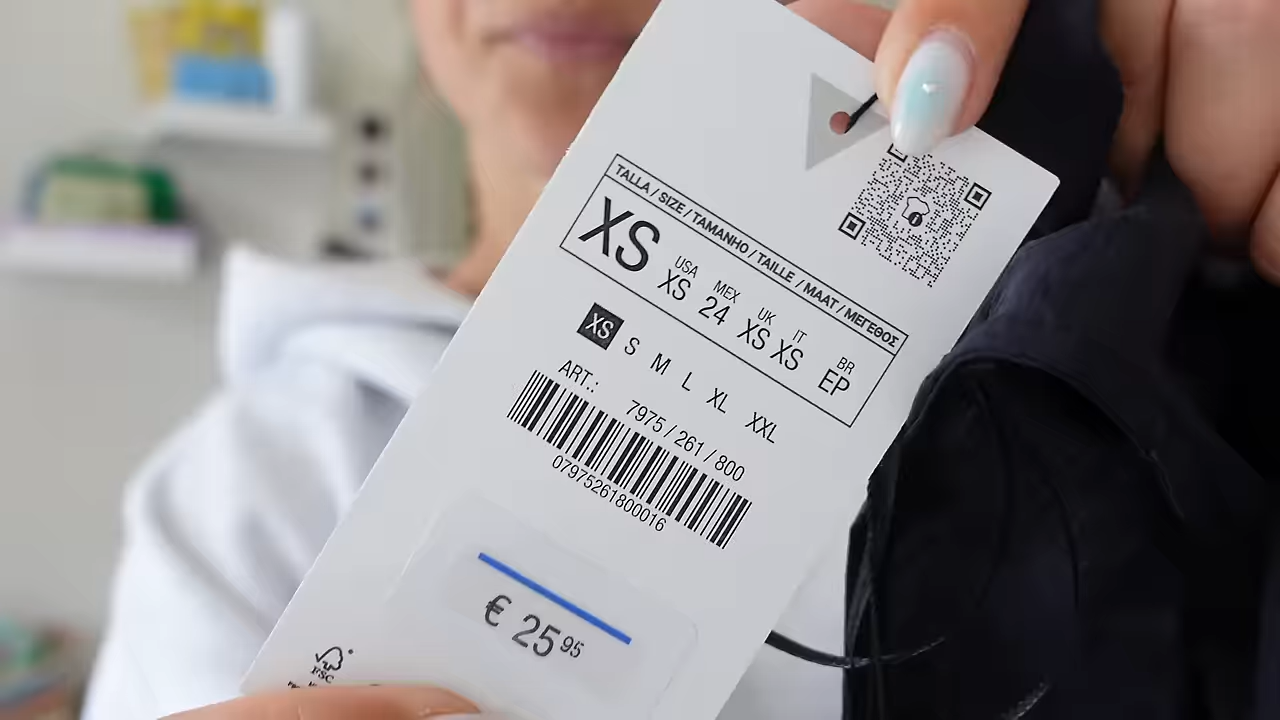 TALLA / SIZE / TAMANHO / TAILLE / MAAT / ΜΕΓΕΘΟΣ
XS
USA MEX UK IT BR
XS 24 XS XS EP
XS S M L XL XXL
ART.:
7975 / 261 / 800
07975261800016
€ 25 95
FSC